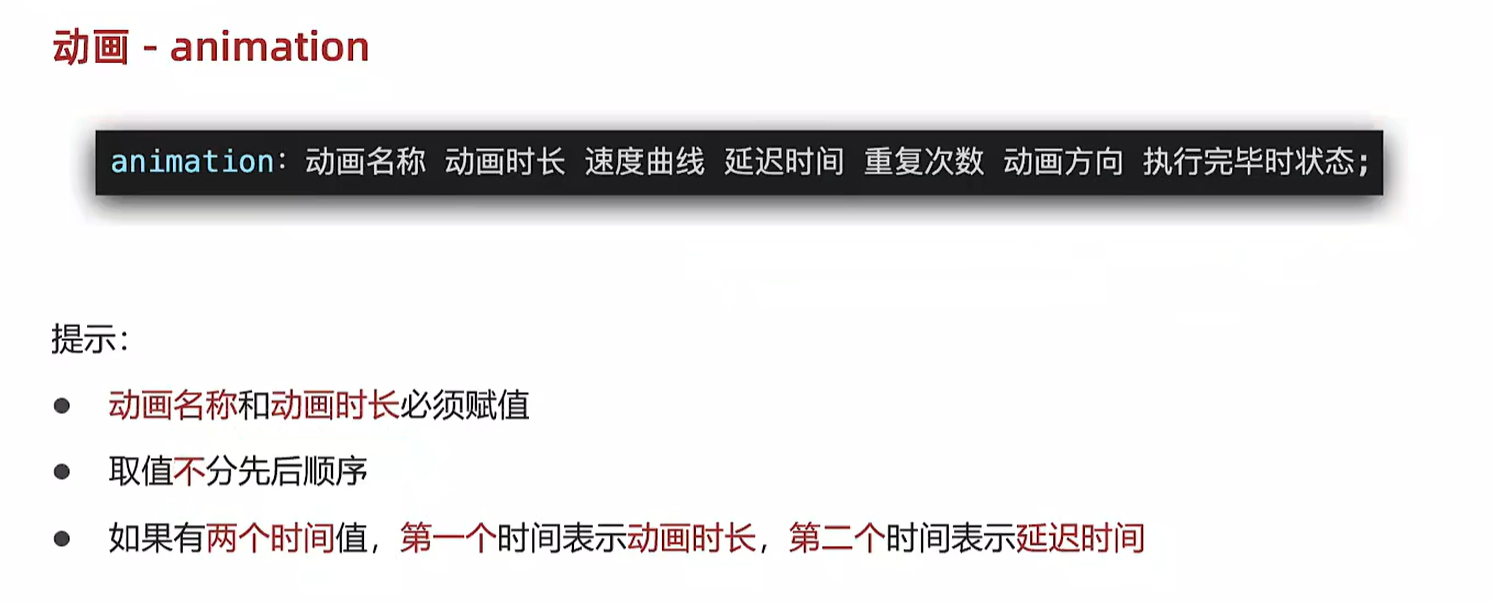 动画 - animation
animation：动画名称 动画时长 速度曲线 延迟时间 重复次数 动画方向 执行完毕时状态;
提示：
● 动画名称和动画时长必须赋值
● 取值不分先后顺序
● 如果有两个时间值，第一个时间表示动画时长，第二个时间表示延迟时间